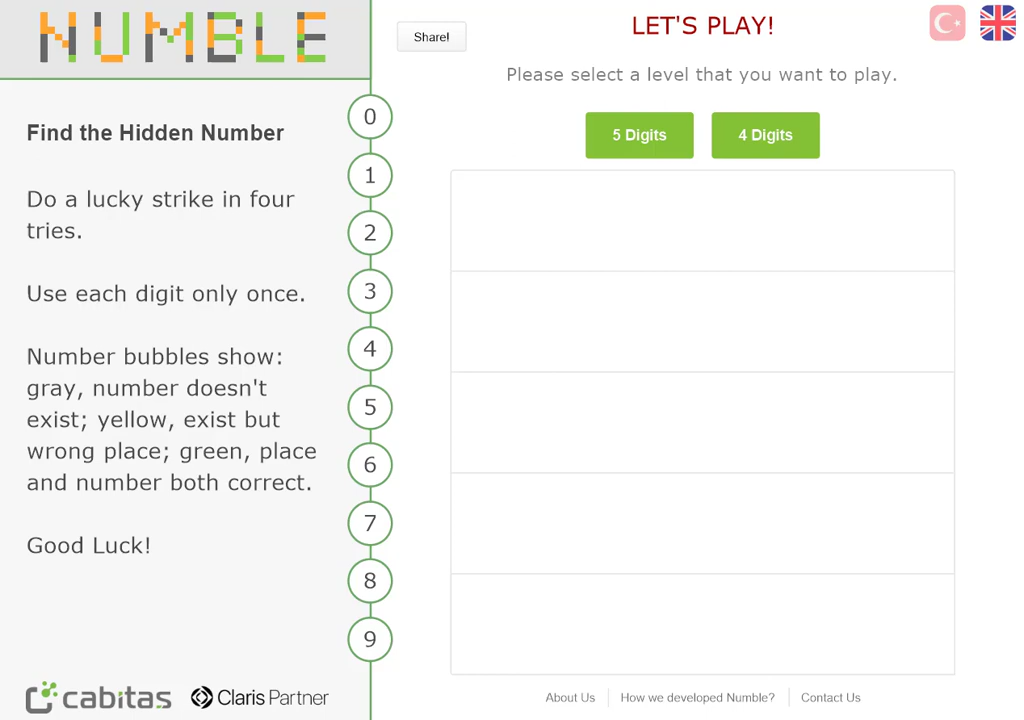 NUMBLE
Find the Hidden Number
Do a lucky strike in four
tries.
Use each digit only once.
Number bubbles show:
gray, number doesn't
exist; yellow, exist but
wrong place; green, place
and number both correct.
Good Luck!
cabitas
Claris Partner
0
1
2
3
4
5
6
7
8
9
Share!
LET'S PLAY!
Please select a level that you want to play.
5 Digits
4 Digits
About Us
How we developed Numble?
Contact Us